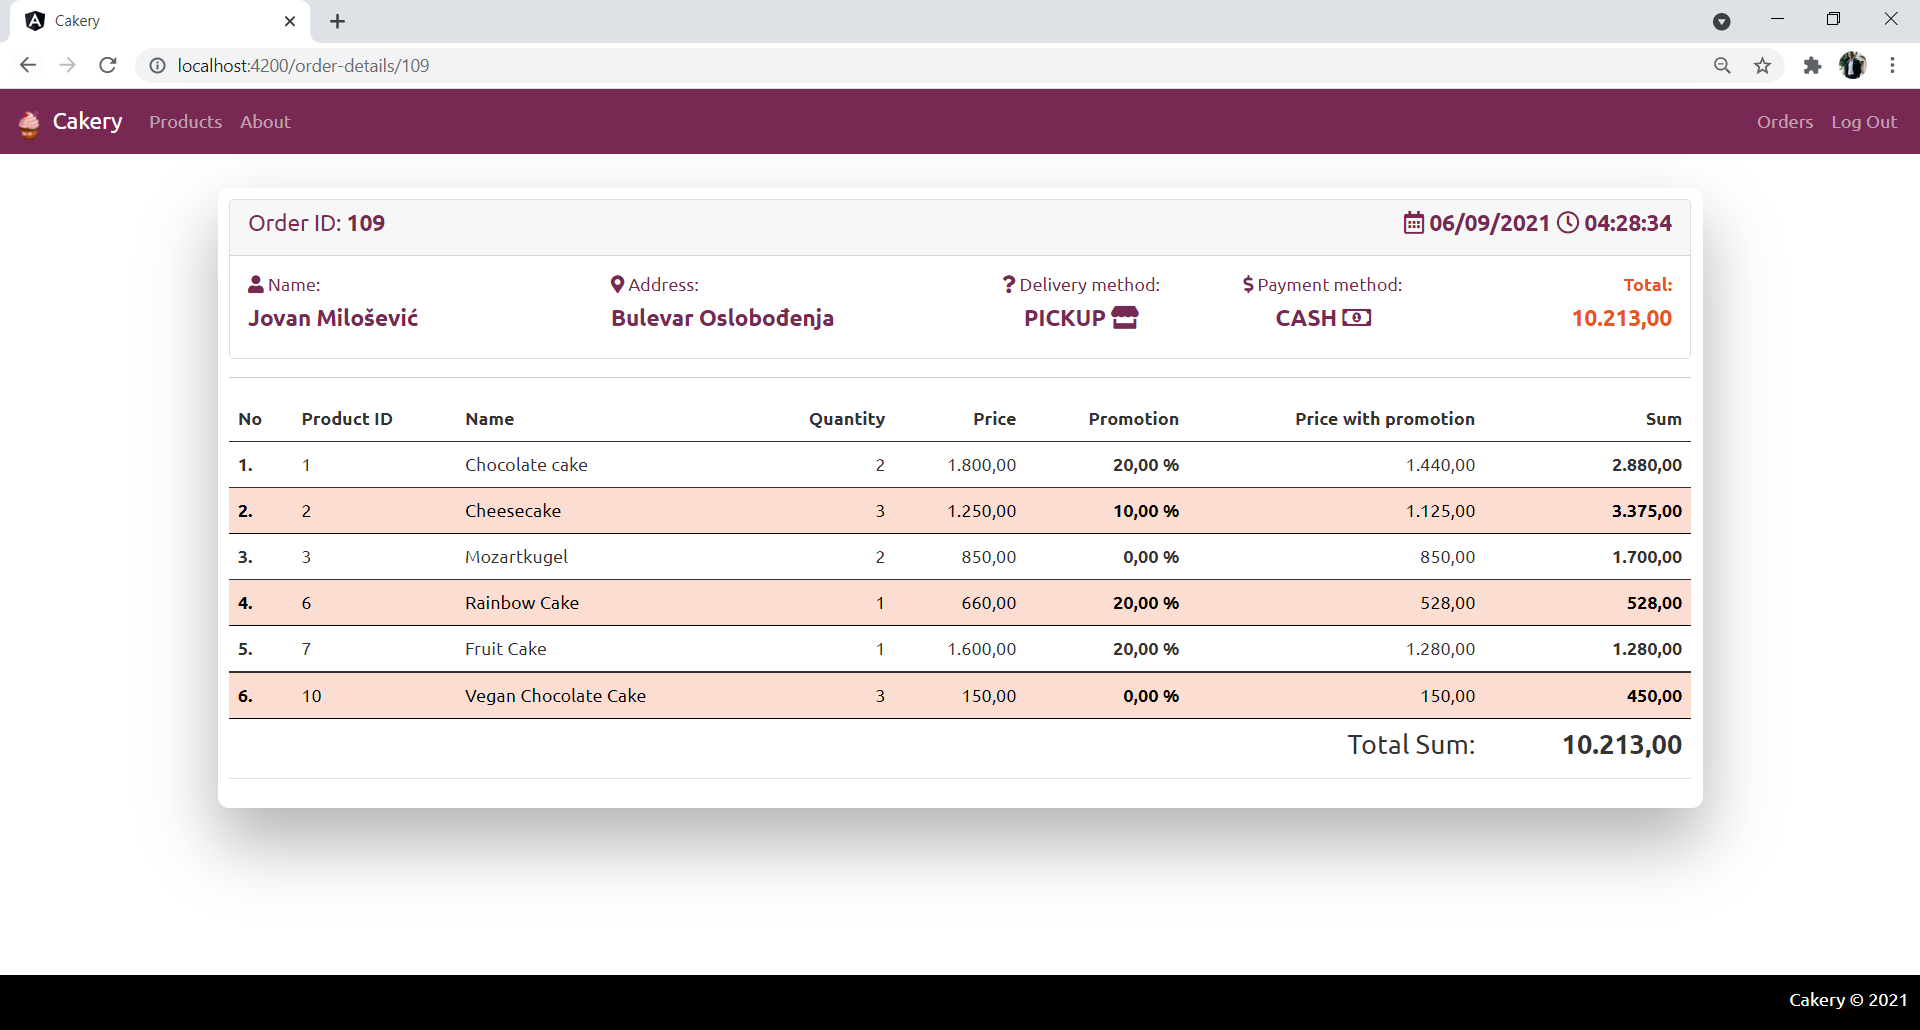 Cakery
localhost:4200/order-details/109
Cakery Products About Orders Log Out
Order ID: 109 06/09/2021 04:28:34
Name: Address: Delivery method: Payment method: Total:
Jovan Milošević Bulevar Oslobođenja PICKUP CASH 10.213,00
No Product ID Name Quantity Price Promotion Price with promotion Sum
1. 1 Chocolate cake 2 1.800,00 20,00 % 1.440,00 2.880,00
2. 2 Cheesecake 3 1.250,00 10,00 % 1.125,00 3.375,00
3. 3 Mozartkugel 2 850,00 0,00 % 850,00 1.700,00
4. 6 Rainbow Cake 1 660,00 20,00 % 528,00 528,00
5. 7 Fruit Cake 1 1.600,00 20,00 % 1.280,00 1.280,00
6. 10 Vegan Chocolate Cake 3 150,00 0,00 % 150,00 450,00
Total Sum: 10.213,00
Cakery © 2021